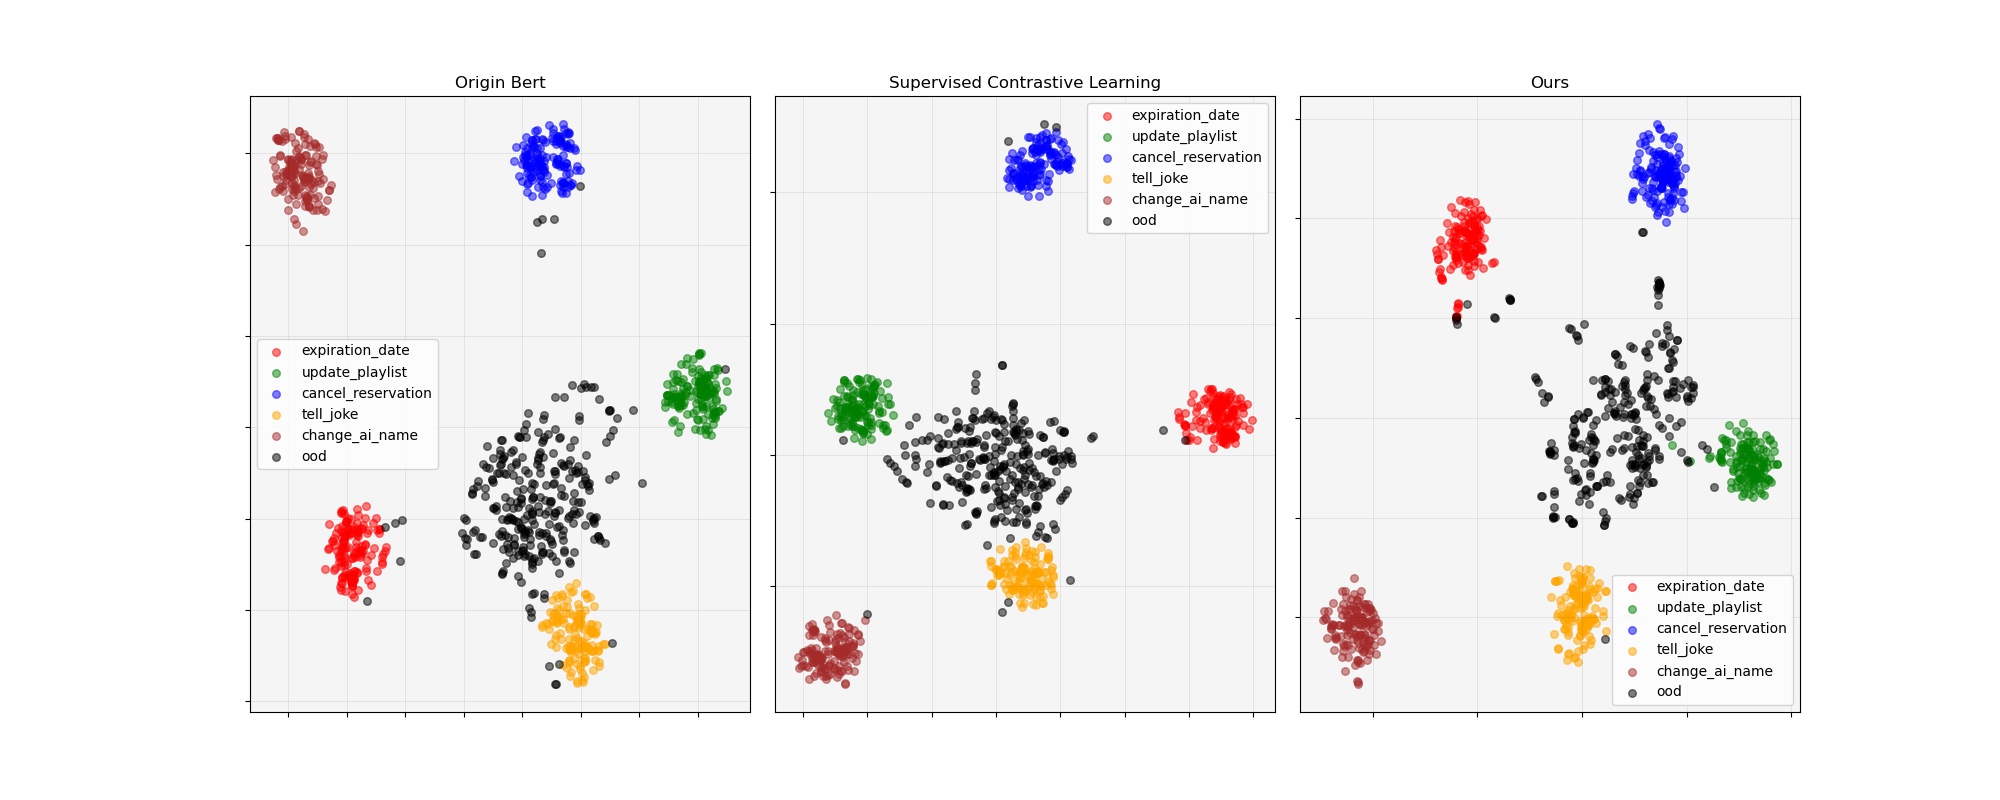 Origin Bert
expiration_date
update_playlist
cancel_reservation
tell_joke
change_ai_name
ood
Supervised Contrastive Learning
expiration_date
update_playlist
cancel_reservation
tell_joke
change_ai_name
ood
Ours
expiration_date
update_playlist
cancel_reservation
tell_joke
change_ai_name
ood